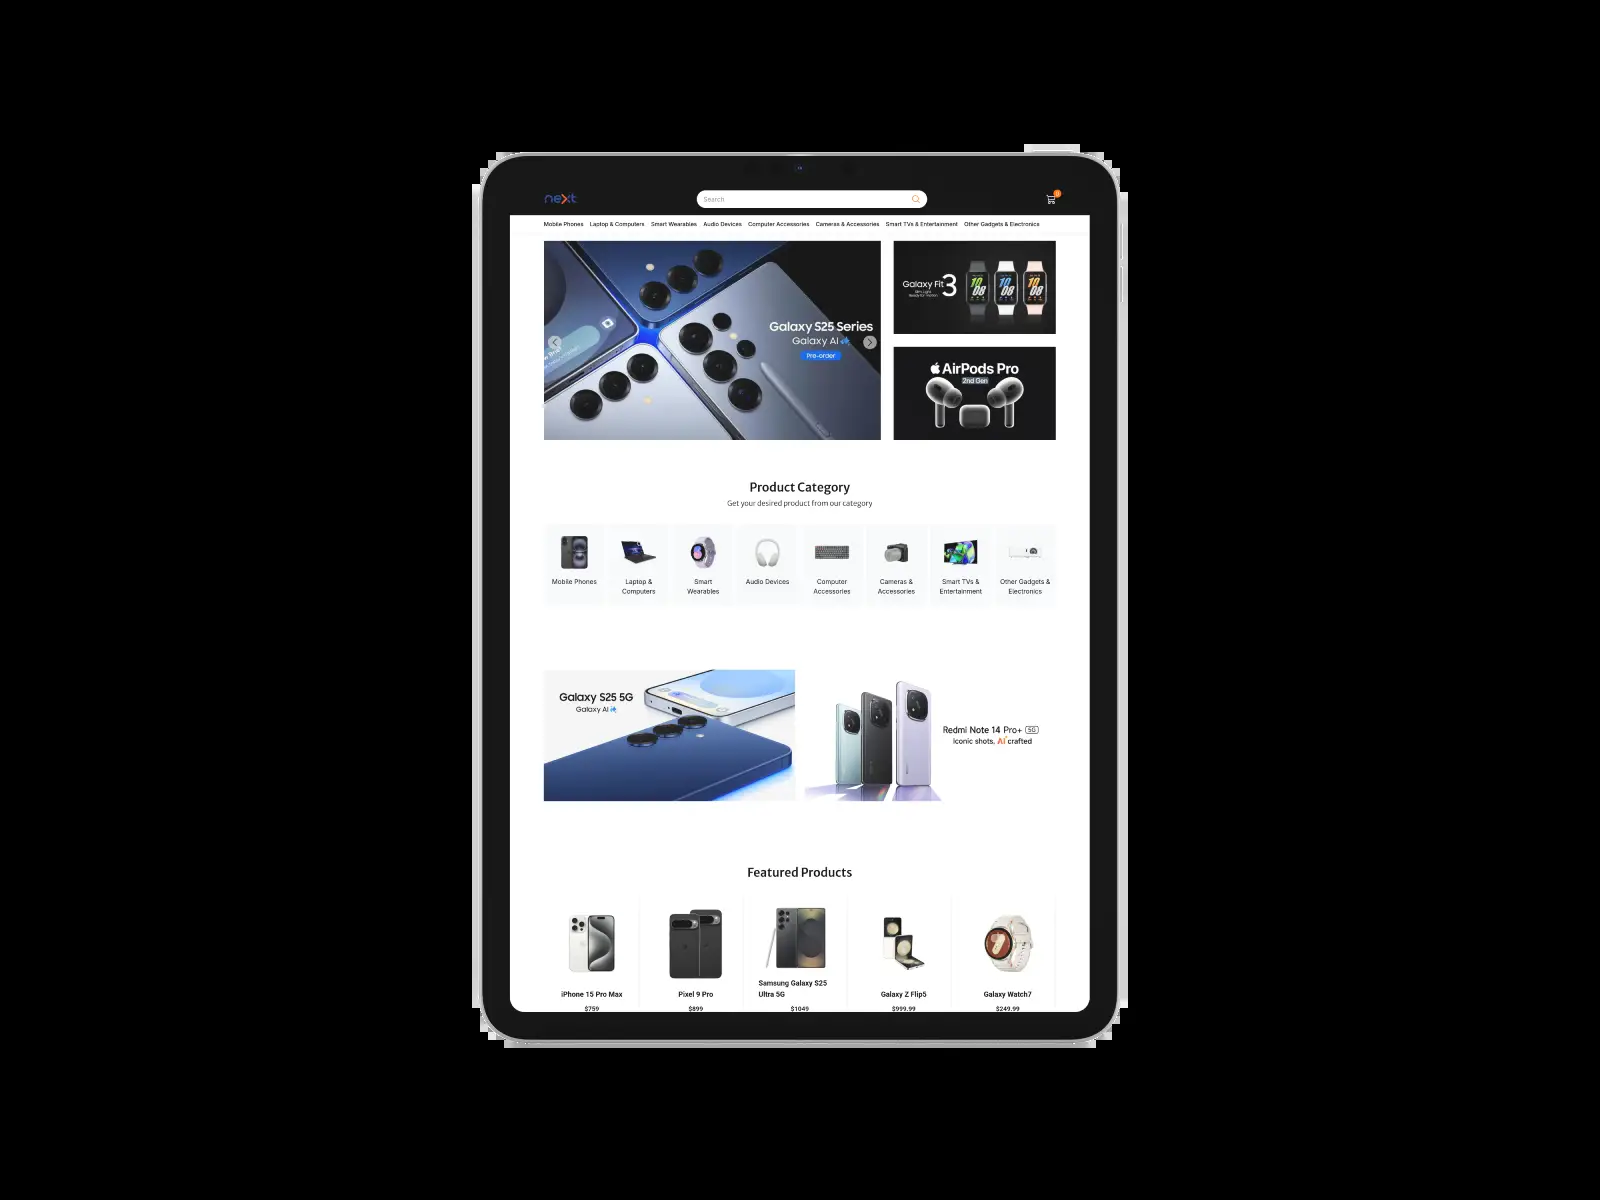 next
Search
0
Mobile Phones Laptop & Computers Smart Wearables Audio Devices Computer Accessories Cameras & Accessories Smart TVs & Entertainment Other Gadgets & Electronics
Galaxy S25 Series
Galaxy AI
Pre-order
Galaxy Fit3
Ready for motion
10
08
10
08
10
08
AirPods Pro
2nd Gen
Product Category
Get your desired product from our category
Mobile Phones
Laptop &
Computers
Smart
Wearables
Audio Devices
Computer
Accessories
Cameras &
Accessories
Smart TVs &
Entertainment
Other Gadgets &
Electronics
Galaxy S25 5G
Galaxy AI
Redmi Note 14 Pro+ 5G
Iconic shots, AI crafted
Featured Products
iPhone 15 Pro Max
$759
Pixel 9 Pro
$899
Samsung Galaxy S25
Ultra 5G
$1049
Galaxy Z Flip5
$999.99
Galaxy Watch7
$249.99